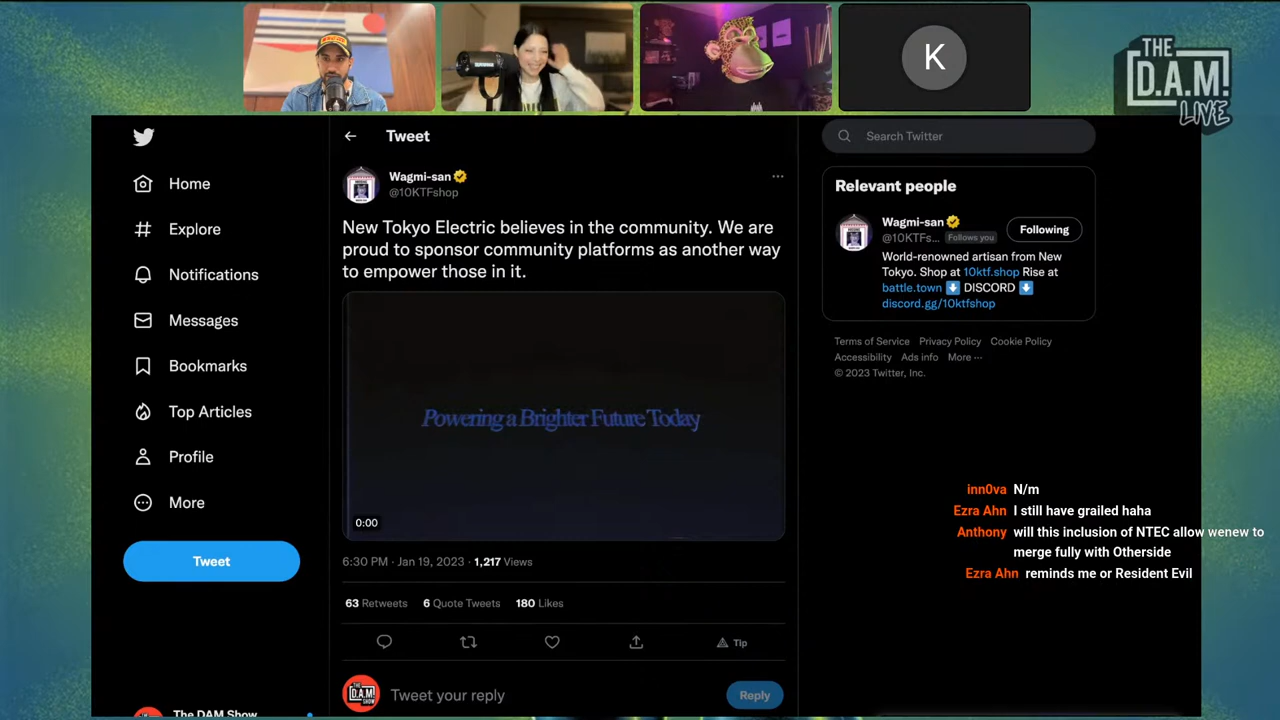 K
THE
D.A.M!
LIVE
Home
Explore
Notifications
Messages
Bookmarks
Top Articles
Profile
More
Tweet
The DAM Show
Tweet
Wagmi-san
@10KTFshop
New Tokyo Electric believes in the community. We are
proud to sponsor community platforms as another way
to empower those in it.
Powering a Brighter Future Today
0:00
6:30 PM · Jan 19, 2023 · 1,217 Views
63 Retweets 6 Quote Tweets 180 Likes
Tip
THE
D.A.M!
SHOW
Tweet your reply
Reply
Search Twitter
Relevant people
Wagmi-san
@10KTFs... Follows you
Following
World-renowned artisan from New
Tokyo. Shop at 10ktf.shop Rise at
battle.town ⬇ DISCORD ⬇
discord.gg/10ktfshop
Terms of Service Privacy Policy Cookie Policy
Accessibility Ads info More ···
© 2023 Twitter, Inc.
inn0va N/m
Ezra Ahn I still have grailed haha
Anthony will this inclusion of NTEC allow wenew to
merge fully with Otherside
Ezra Ahn reminds me or Resident Evil